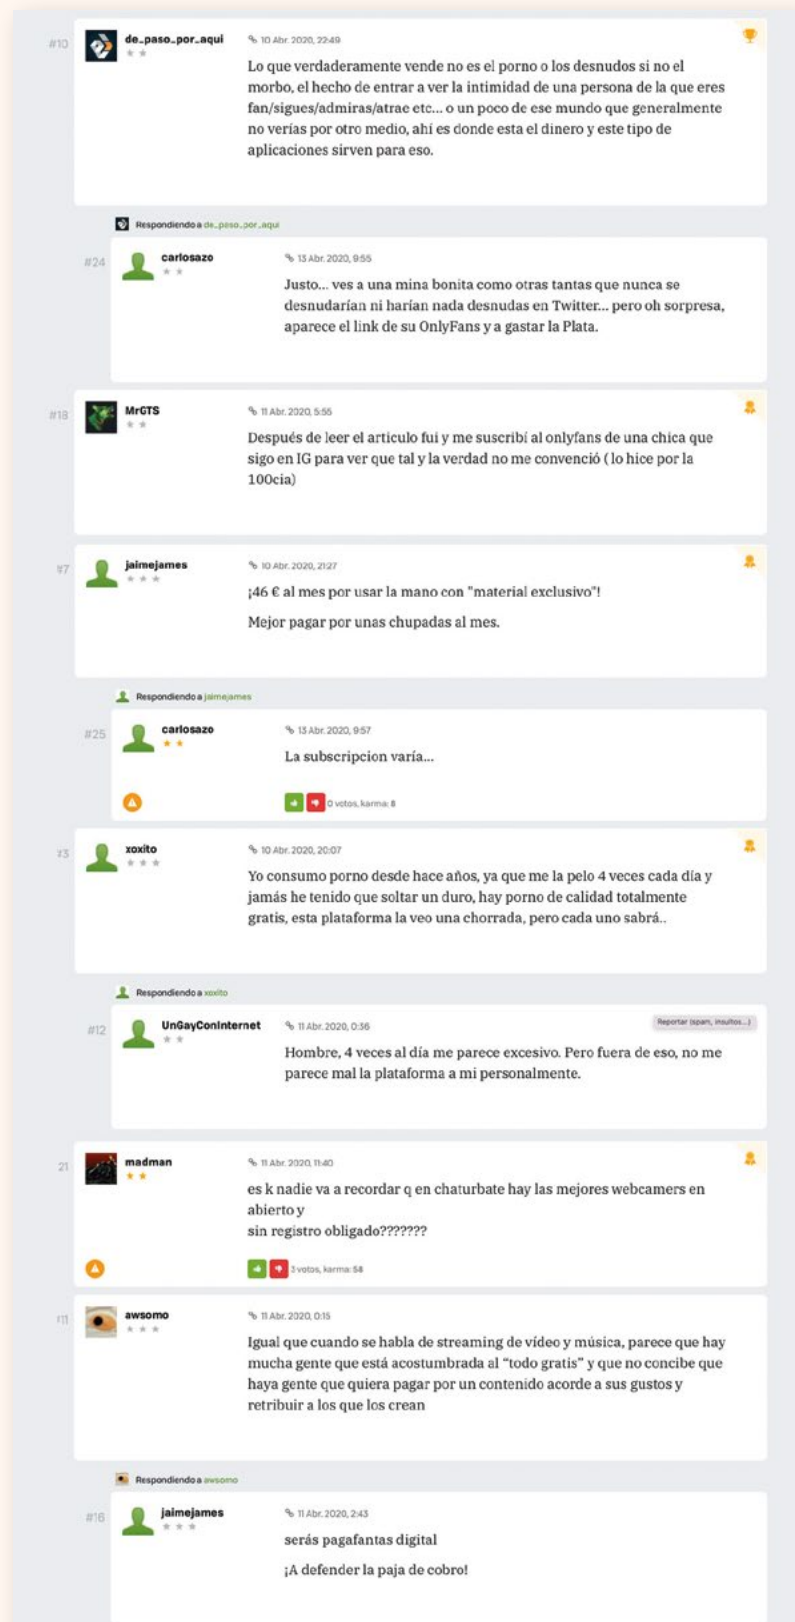 #10
de_paso_por_aqui
10 Abr. 2020, 22:49
Lo que verdaderamente vende no es el porno o los desnudos si no el
morbo, el hecho de entrar a ver la intimidad de una persona de la que eres
fan/sigues/admiras/atrae etc... o un poco de ese mundo que generalmente
no verías por otro medio, ahí es donde esta el dinero y este tipo de
aplicaciones sirven para eso.
Respondiendo a de_paso_por_aqui
#24
carlosazo
13 Abr. 2020, 9:55
Justo... ves a una mina bonita como otras tantas que nunca se
desnudarían ni harían nada desnudas en Twitter... pero oh sorpresa,
aparece el link de su OnlyFans y a gastar la Plata.
#18
MrGTS
11 Abr. 2020, 5:55
Después de leer el articulo fui y me suscribí al onlyfans de una chica que
sigo en IG para ver que tal y la verdad no me convenció ( lo hice por la
100cia)
#7
jaimejames
10 Abr. 2020, 21:27
¡46 € al mes por usar la mano con "material exclusivo"!
Mejor pagar por unas chupadas al mes.
Respondiendo a jaimejames
#25
carlosazo
13 Abr. 2020, 9:57
La subscripcion varía...
0 votos, karma: 8
#3
xoxito
10 Abr. 2020, 20:07
Yo consumo porno desde hace años, ya que me la pelo 4 veces cada día y
jamás he tenido que soltar un duro, hay porno de calidad totalmente
gratis, esta plataforma la veo una chorrada, pero cada uno sabrá..
Respondiendo a xoxito
#12
UnGayConInternet
11 Abr. 2020, 0:36
Reportar (spam, insultos...)
Hombre, 4 veces al día me parece excesivo. Pero fuera de eso, no me
parece mal la plataforma a mi personalmente.
21
madman
11 Abr. 2020, 11:40
es k nadie va a recordar q en chaturbate hay las mejores webcamers en
abierto y
sin registro obligado???????
3 votos, karma: 58
#11
awsomo
11 Abr. 2020, 0:15
Igual que cuando se habla de streaming de vídeo y música, parece que hay
mucha gente que está acostumbrada al “todo gratis” y que no concibe que
haya gente que quiera pagar por un contenido acorde a sus gustos y
retribuir a los que los crean
Respondiendo a awsomo
#16
jaimejames
11 Abr. 2020, 2:43
serás pagafantas digital
¡A defender la paja de cobro!